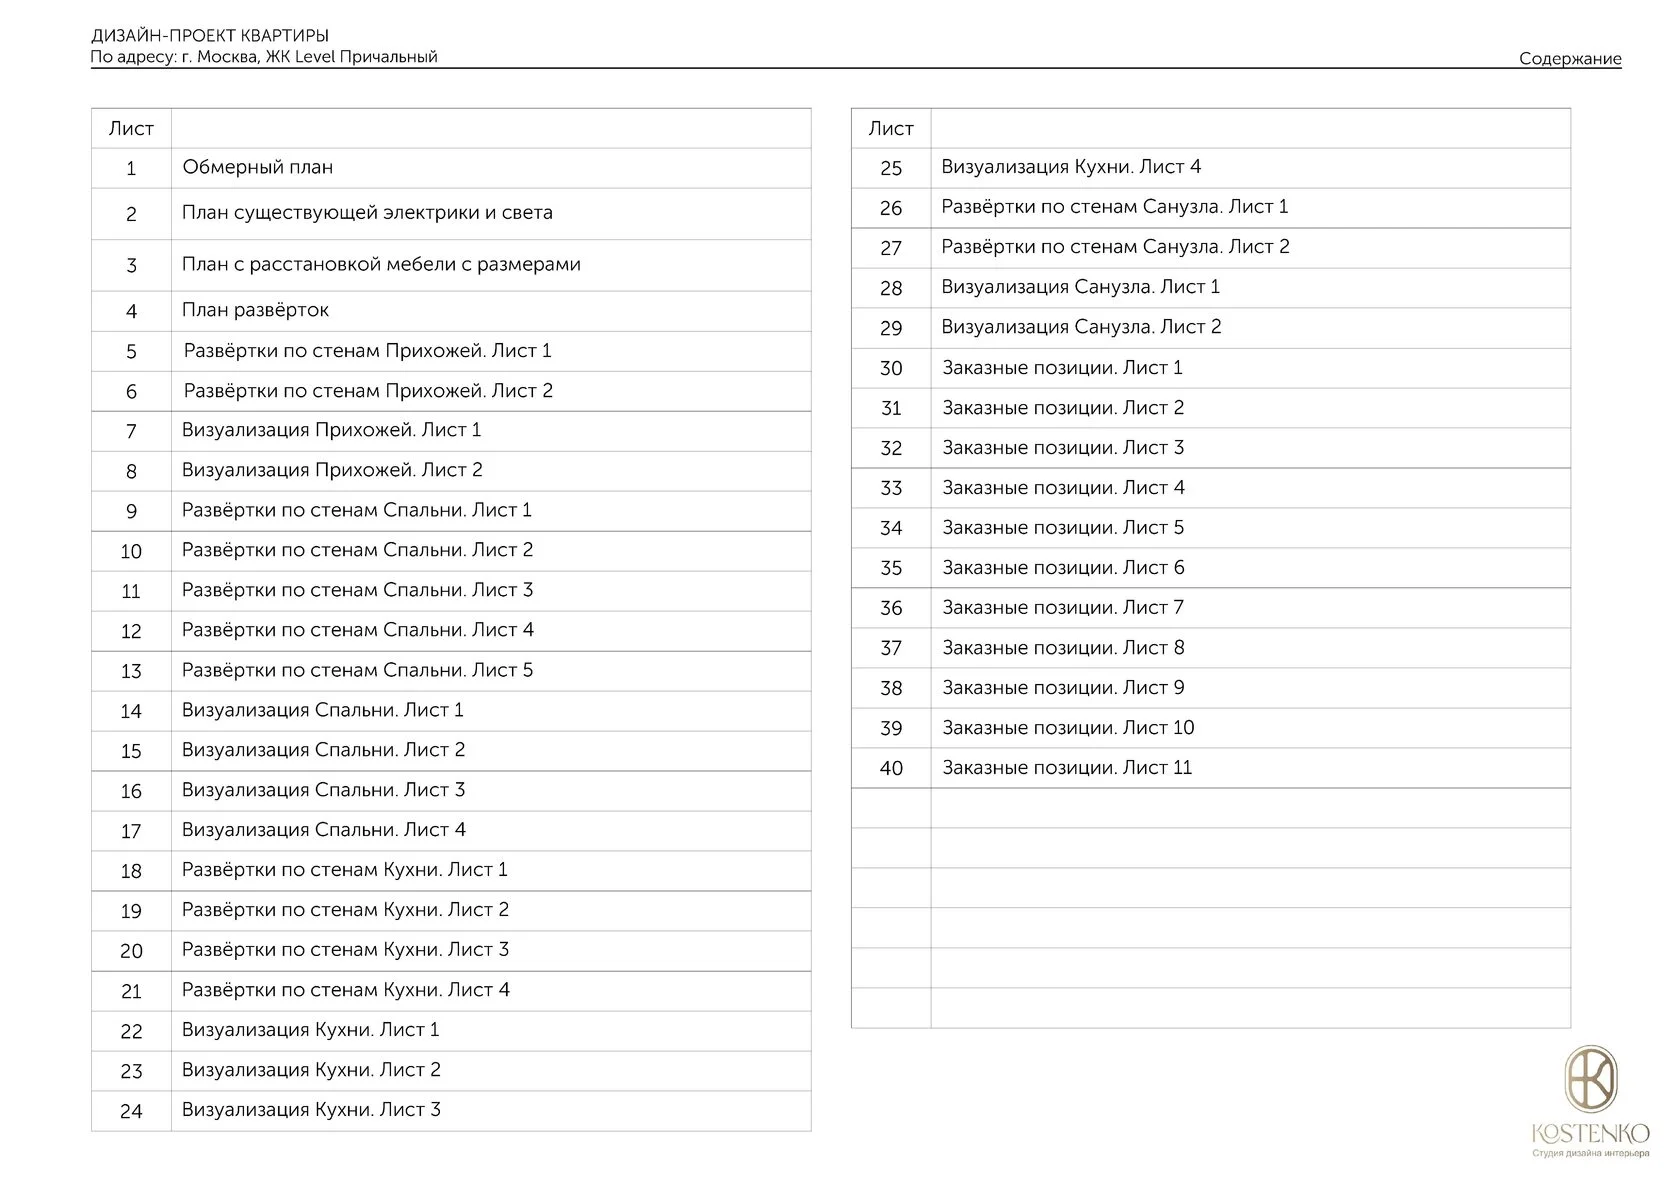 ДИЗАЙН-ПРОЕКТ КВАРТИРЫ
По адресу: г. Москва, ЖК Level Причальный
Содержание
Лист
1 Обмерный план
2 План существующей электрики и света
3 План с расстановкой мебели с размерами
4 План развёрток
5 Развёртки по стенам Прихожей. Лист 1
6 Развёртки по стенам Прихожей. Лист 2
7 Визуализация Прихожей. Лист 1
8 Визуализация Прихожей. Лист 2
9 Развёртки по стенам Спальни. Лист 1
10 Развёртки по стенам Спальни. Лист 2
11 Развёртки по стенам Спальни. Лист 3
12 Развёртки по стенам Спальни. Лист 4
13 Развёртки по стенам Спальни. Лист 5
14 Визуализация Спальни. Лист 1
15 Визуализация Спальни. Лист 2
16 Визуализация Спальни. Лист 3
17 Визуализация Спальни. Лист 4
18 Развёртки по стенам Кухни. Лист 1
19 Развёртки по стенам Кухни. Лист 2
20 Развёртки по стенам Кухни. Лист 3
21 Развёртки по стенам Кухни. Лист 4
22 Визуализация Кухни. Лист 1
23 Визуализация Кухни. Лист 2
24 Визуализация Кухни. Лист 3
Лист
25 Визуализация Кухни. Лист 4
26 Развёртки по стенам Санузла. Лист 1
27 Развёртки по стенам Санузла. Лист 2
28 Визуализация Санузла. Лист 1
29 Визуализация Санузла. Лист 2
30 Заказные позиции. Лист 1
31 Заказные позиции. Лист 2
32 Заказные позиции. Лист 3
33 Заказные позиции. Лист 4
34 Заказные позиции. Лист 5
35 Заказные позиции. Лист 6
36 Заказные позиции. Лист 7
37 Заказные позиции. Лист 8
38 Заказные позиции. Лист 9
39 Заказные позиции. Лист 10
40 Заказные позиции. Лист 11
KOSTENKO
Студия дизайна интерьера